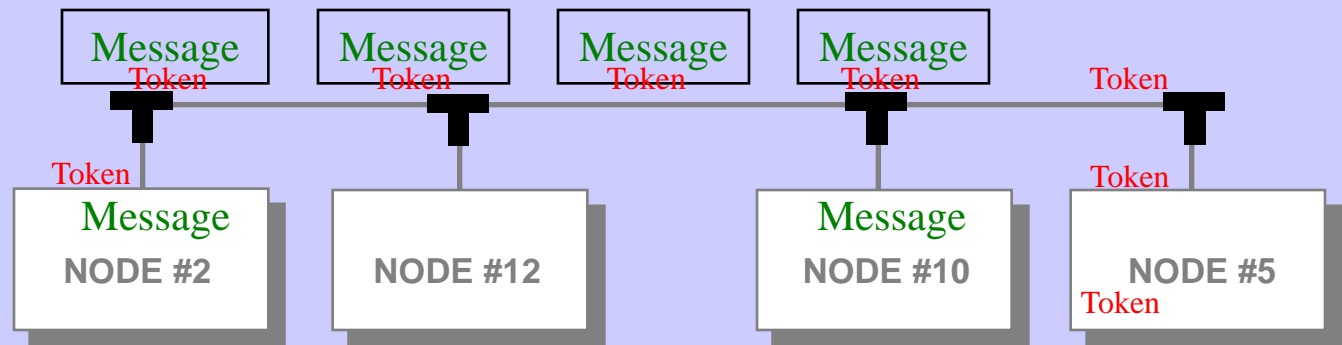 Message Message Message Message
Token Token Token Token Token
Token Token
Message Message
NODE #2 NODE #12 NODE #10 NODE #5
Token